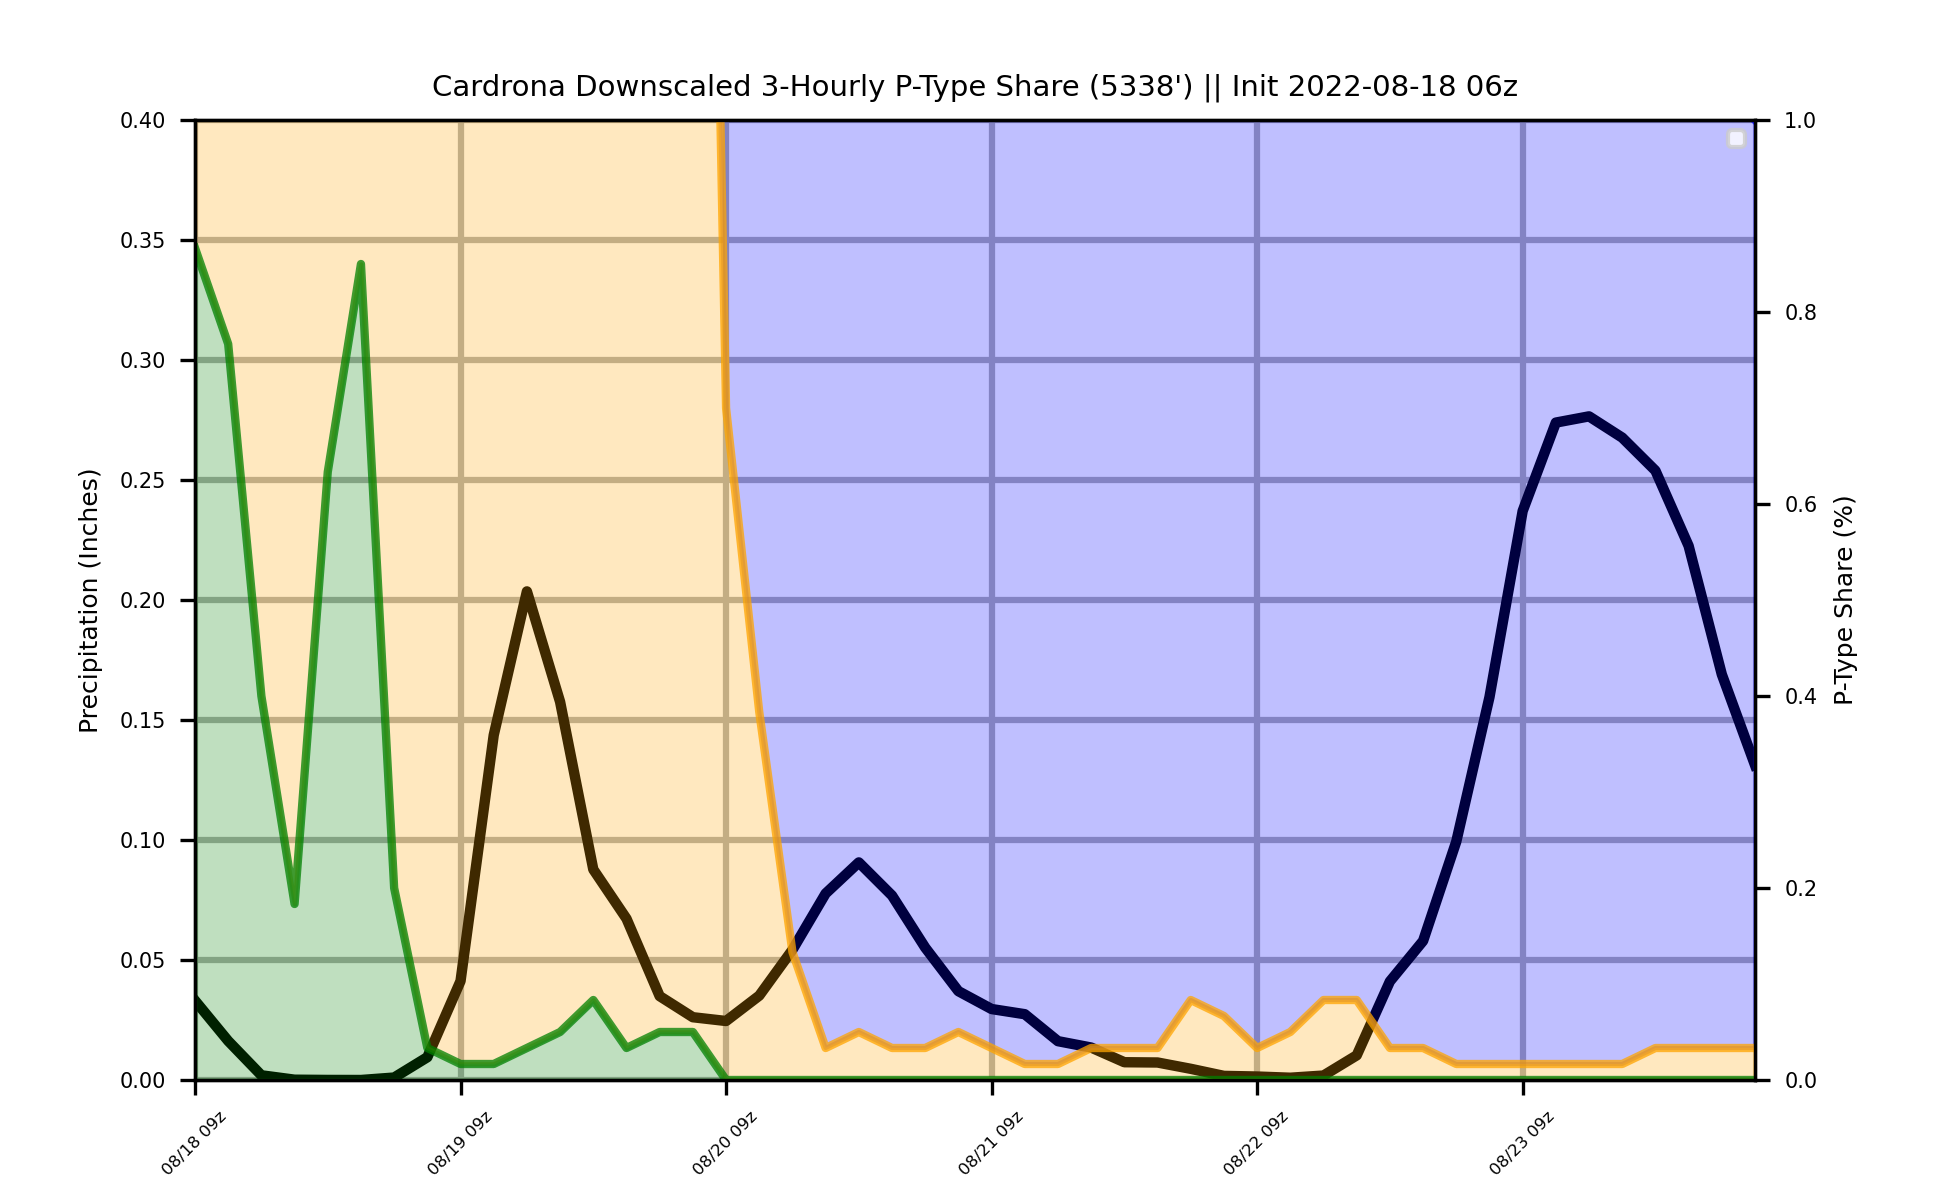 Cardrona Downscaled 3-Hourly P-Type Share (5338') || Init 2022-08-18 06z
0.40
0.35
0.30
0.25
0.20
0.15
0.10
0.05
0.00
Precipitation (Inches)
1.0
0.8
0.6
0.4
0.2
0.0
P-Type Share (%)
08/18 09z
08/19 09z
08/20 09z
08/21 09z
08/22 09z
08/23 09z